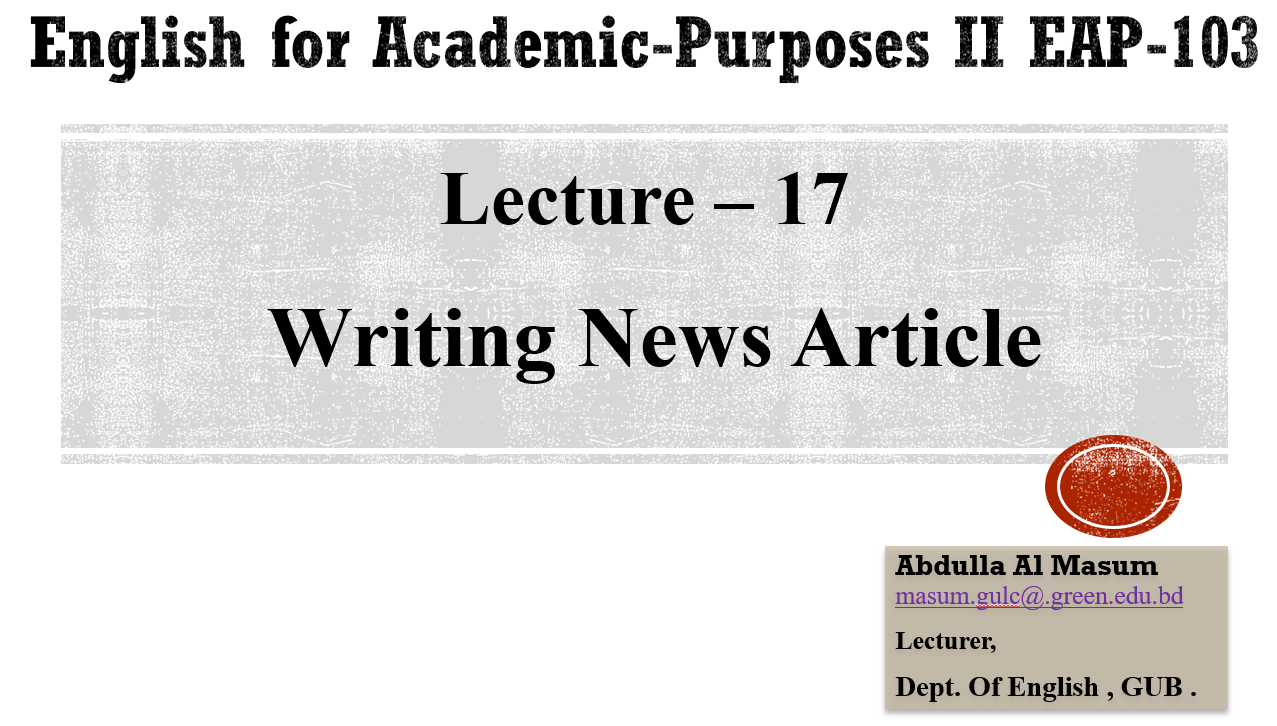 English for Academic-Purposes II EAP-103
Lecture – 17
Writing News Article
Abdulla Al Masum
masum.gulc@.green.edu.bd
Lecturer,
Dept. Of English , GUB .